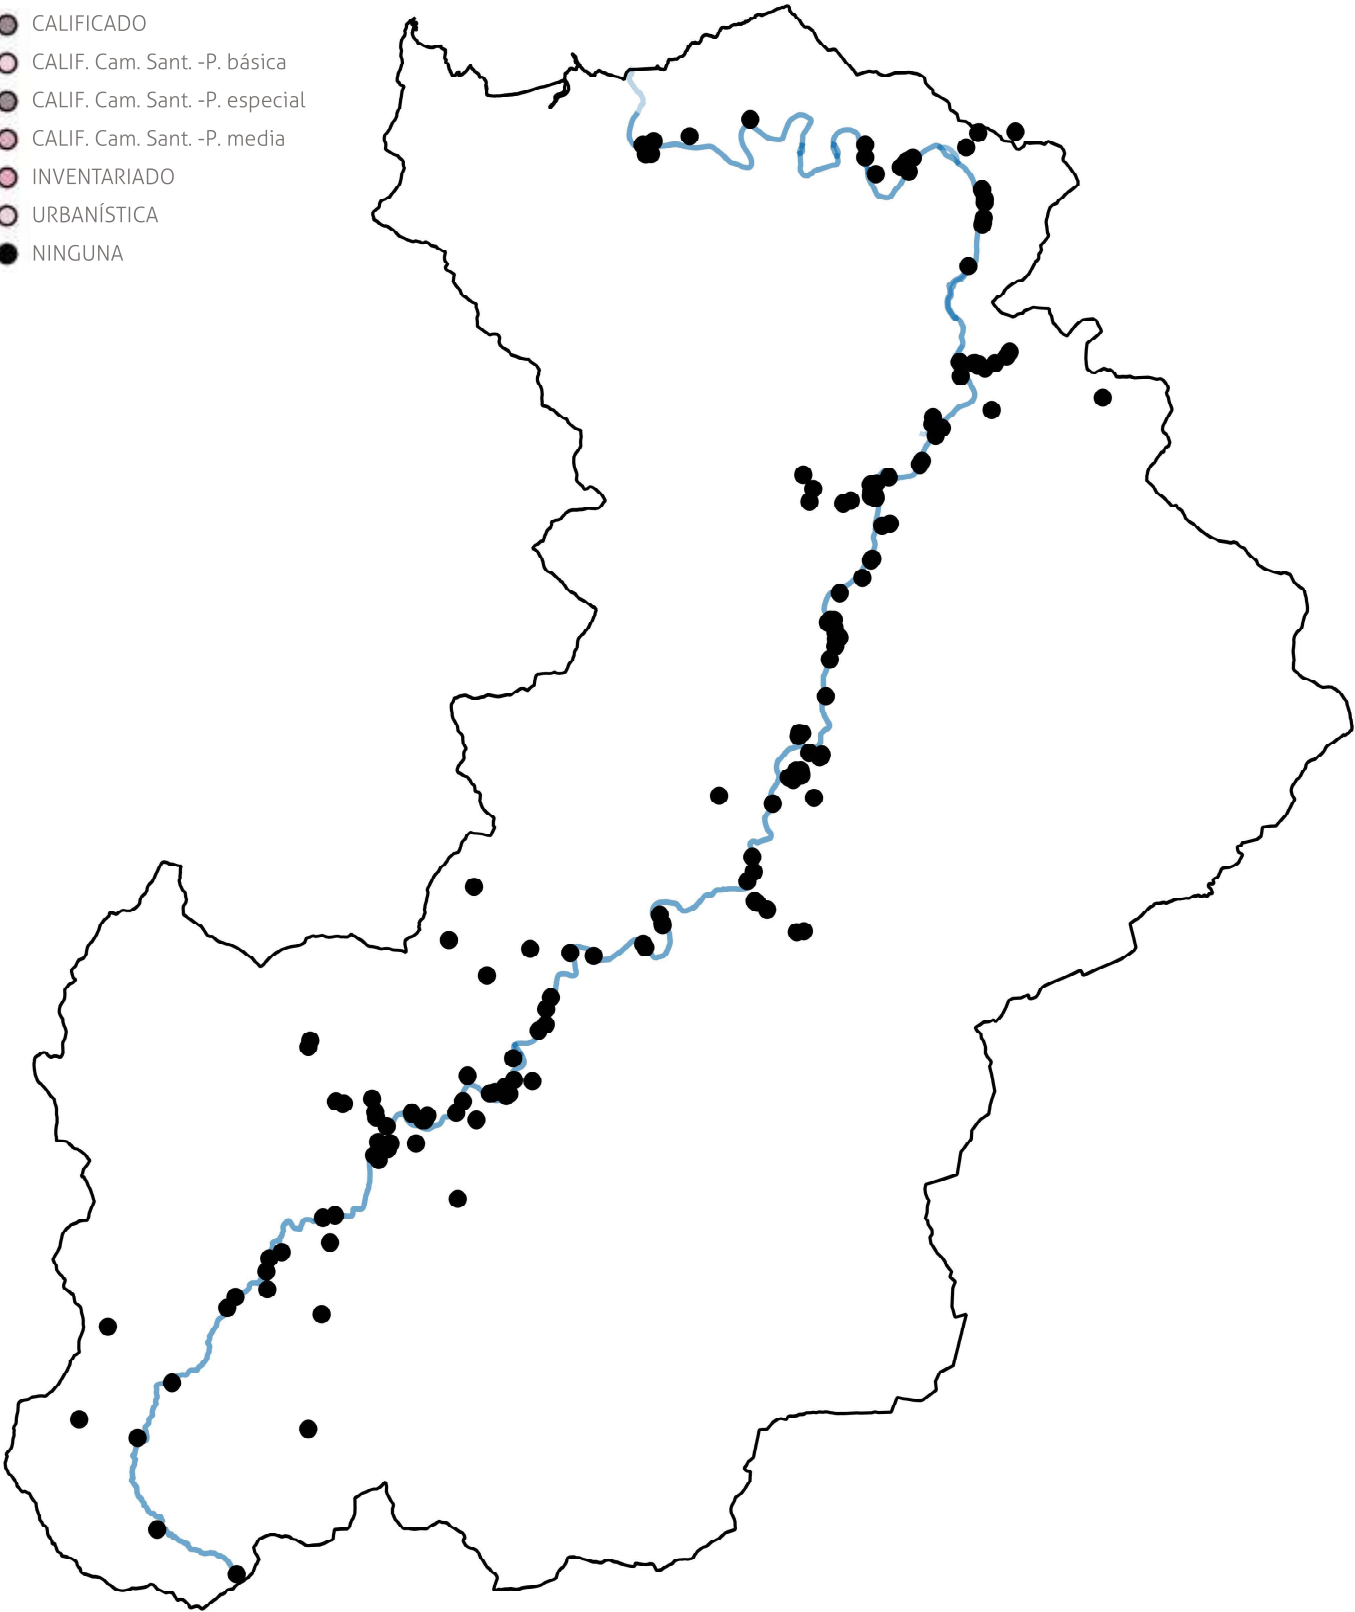 CALIFICADO
CALIF. Cam. Sant. -P. básica
CALIF. Cam. Sant. -P. especial
CALIF. Cam. Sant. -P. media
INVENTARIADO
URBANÍSTICA
NINGUNA